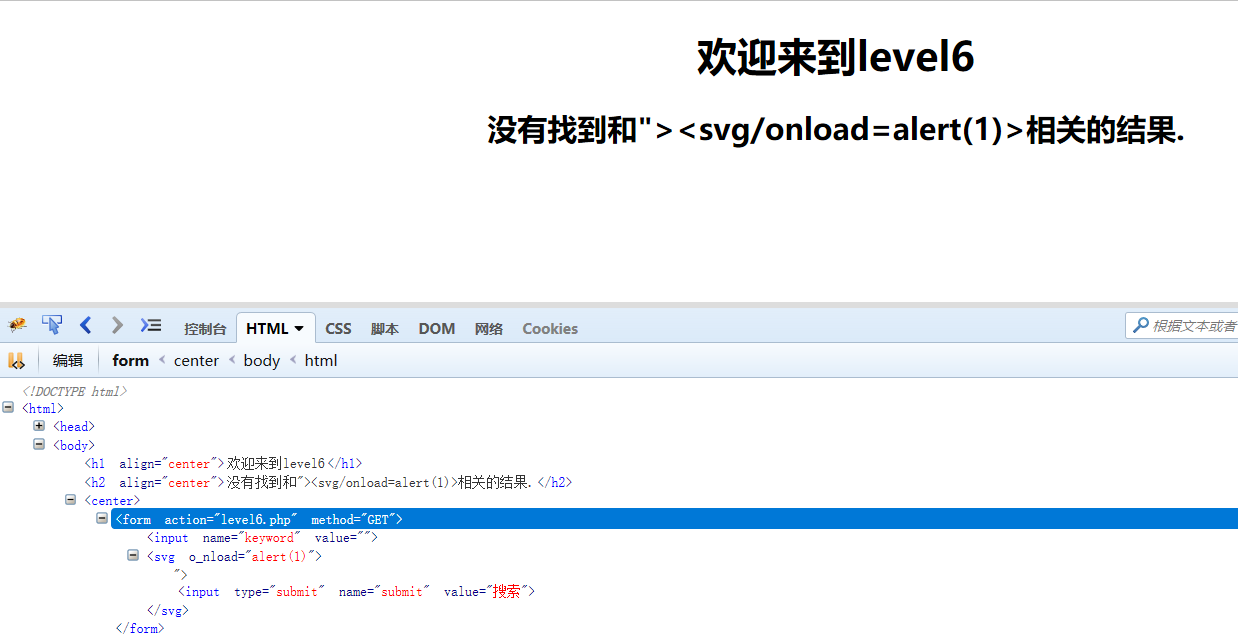 欢迎来到level6
没有找到和"><svg/onload=alert(1)>相关的结果.
控制台 HTML CSS 脚本 DOM 网络 Cookies 根据文本或者
编辑 form < center < body < html
<!DOCTYPE html>
<html>
<head>
<body>
<h1 align="center">欢迎来到level6</h1>
<h2 align="center">没有找到和"><svg/onload=alert(1)>相关的结果.</h2>
<center>
<form action="level6.php" method="GET">
<input name="keyword" value="">
<svg o_nload="alert(1)">
">
<input type="submit" name="submit" value="搜索">
</svg>
</form>